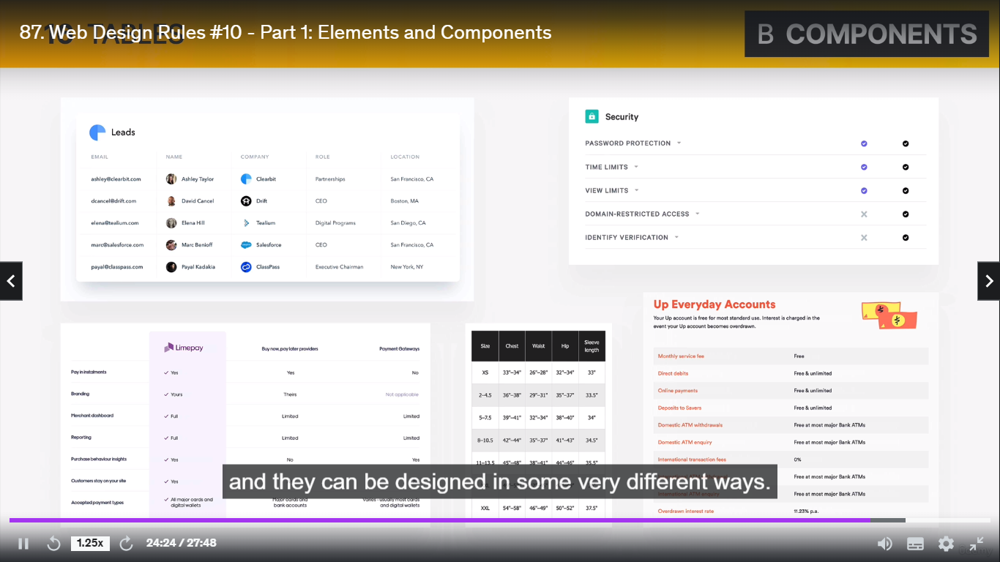 87. Web Design Rules #10 - Part 1: Elements and Components
10 TABLES
B COMPONENTS
Leads
EMAIL NAME COMPANY ROLE LOCATION
ashley@clearbit.com Ashley Taylor Clearbit Partnerships San Francisco, CA
dcancel@drift.com David Cancel Drift CEO Boston, MA
elena@tealium.com Elena Hill Tealium Digital Programs San Diego, CA
marc@salesforce.com Marc Benioff Salesforce CEO San Francisco, CA
payal@classpass.com Payal Kadakia ClassPass Executive Chairman New York, NY
Security
PASSWORD PROTECTION
TIME LIMITS
VIEW LIMITS
DOMAIN-RESTRICTED ACCESS
IDENTIFY VERIFICATION
Limepay Buy now, pay later providers Payment Gateways
Pay in instalments Yes Yes No
Branding Yours Theirs Not applicable
Merchant dashboard Full Limited Limited
Reporting Full Limited Limited
Purchase behaviour insights Yes No Yes
Customers stay on your site Yes
Accepted payment types All major cards and digital wallets Major cards and bank accounts Varies - usually most cards and digital wallets
Size Chest Waist Hip Sleeve length
XS 33"–34" 26"–28" 32"–34" 33"
2–4.5 36"–38" 29"–31" 35"–37" 33.5"
5–7.5 39"–41" 32"–34" 38"–40" 34"
8–10.5 42"–44" 35"–37" 41"–43" 34.5"
11–13.5 45"–48" 38"–41" 44"–46" 35.5"
XXL 54"–58" 46"–49" 50"–52" 37.5"
Up Everyday Accounts
Your Up account is free for most standard use. Interest is charged in the
event your Up account becomes overdrawn.
Monthly service fee Free
Direct debits Free & unlimited
Online payments Free & unlimited
Deposits to Savers Free & unlimited
Domestic ATM withdrawals Free at most major Bank ATMs
Domestic ATM enquiry Free at most major Bank ATMs
International transaction fees 0%
Free at most major Bank ATMs
International ATM enquiry Free at most major Bank ATMs
Overdrawn interest rate 11.23% p.a.
and they can be designed in some very different ways.
1.25x
24:24 / 27:48